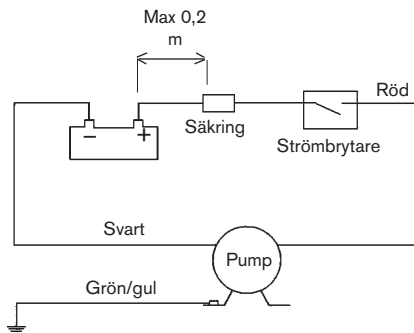 Max 0,2
m
Röd
Säkring
Strömbrytare
− +
Svart
Pump
Grön/gul